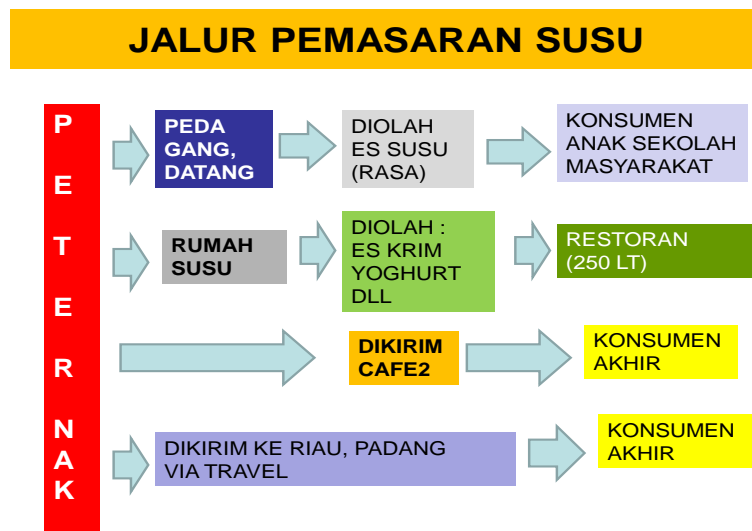 JALUR PEMASARAN SUSU
P
E
T
E
R
N
A
K
PEDA
GANG,
DATANG
DIOLAH
ES SUSU
(RASA)
KONSUMEN
ANAK SEKOLAH
MASYARAKAT
RUMAH
SUSU
DIOLAH :
ES KRIM
YOGHURT
DLL
RESTORAN
(250 LT)
DIKIRIM
CAFE2
KONSUMEN
AKHIR
DIKIRIM KE RIAU, PADANG
VIA TRAVEL
KONSUMEN
AKHIR